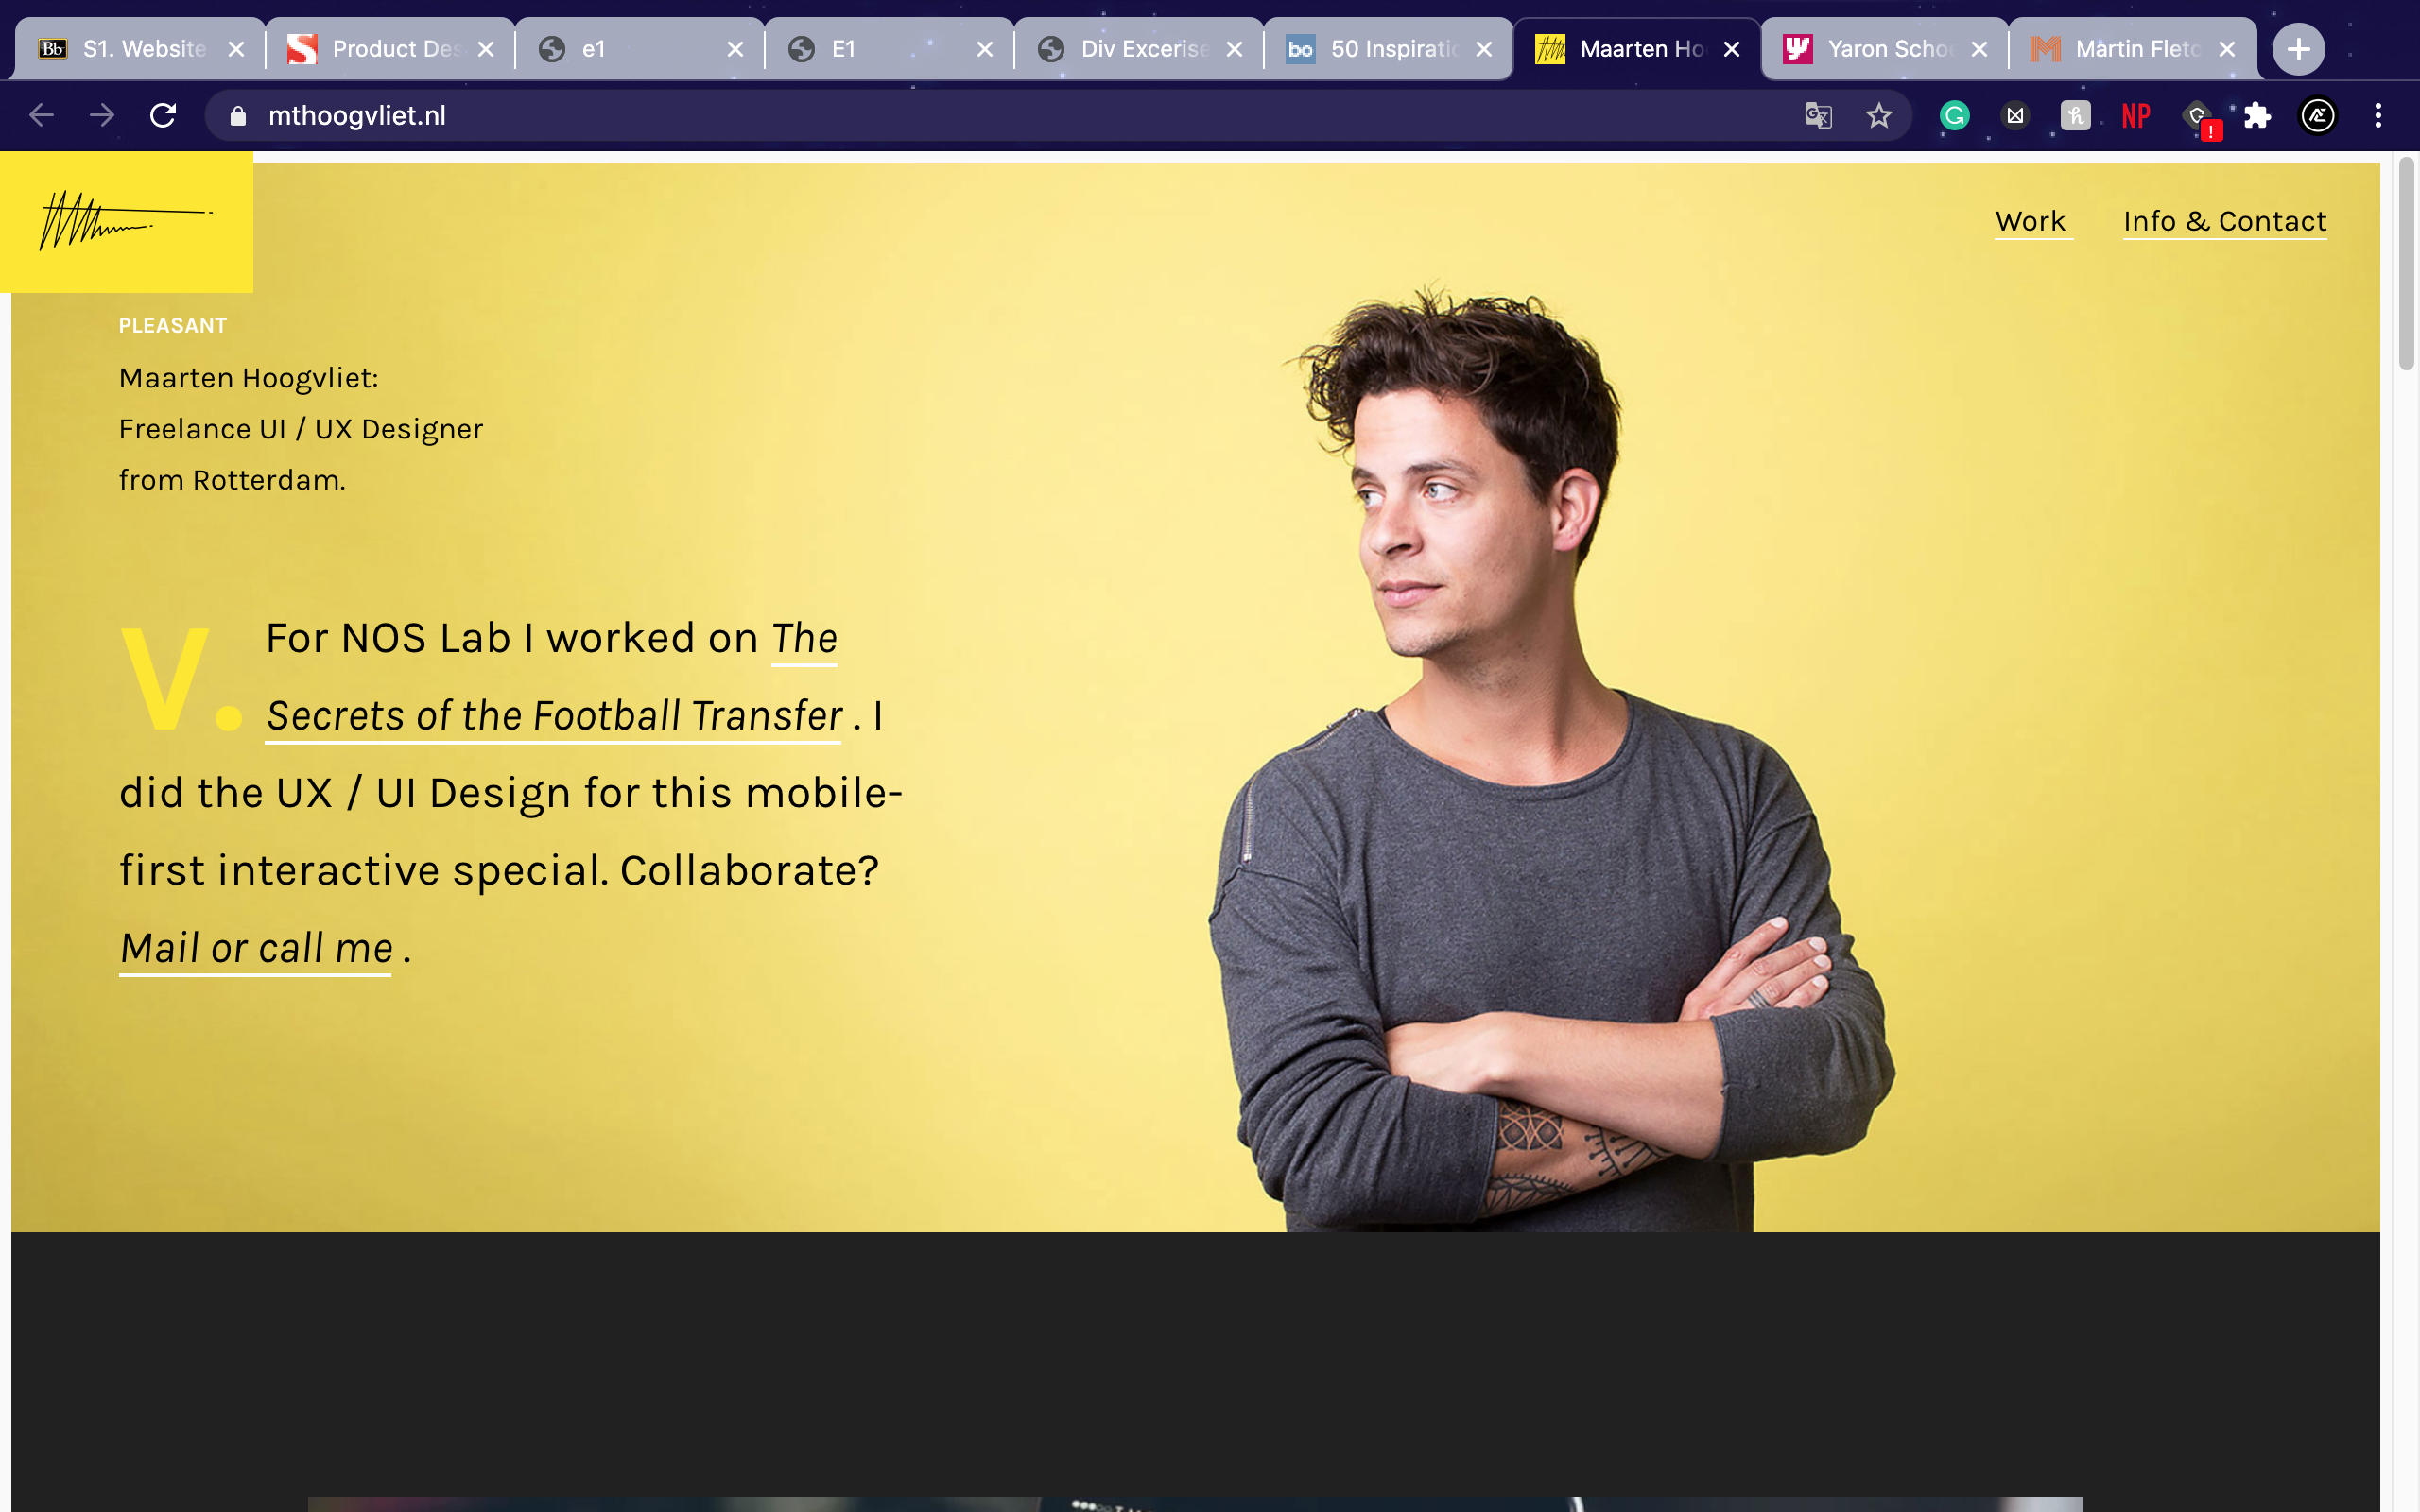 S1. Website
Product Des
e1
E1
Div Excerise
50 Inspiratic
Maarten Ho
Yaron Scho
Martin Fletc
mthoogvliet.nl
NP
Work
Info & Contact
PLEASANT
Maarten Hoogvliet:
Freelance UI / UX Designer
from Rotterdam.
V. For NOS Lab I worked on The
Secrets of the Football Transfer . I
did the UX / UI Design for this mobile-
first interactive special. Collaborate?
Mail or call me .